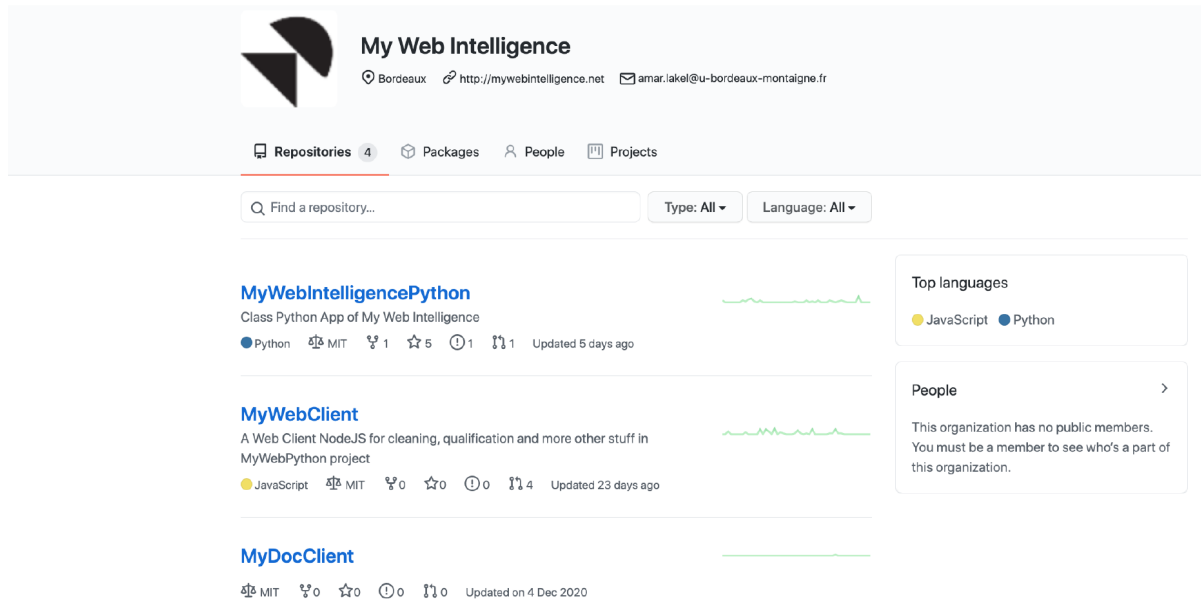 My Web Intelligence
Bordeaux http://mywebintelligence.net amar.lakel@u-bordeaux-montaigne.fr
Repositories 4 Packages People Projects
Find a repository... Type: All Language: All
MyWebIntelligencePython
Class Python App of My Web Intelligence
Python MIT 1 5 1 1 Updated 5 days ago
MyWebClient
A Web Client NodeJS for cleaning, qualification and more other stuff in
MyWebPython project
JavaScript MIT 0 0 0 4 Updated 23 days ago
MyDocClient
MIT 0 0 0 0 Updated on 4 Dec 2020
Top languages
JavaScript Python
People
This organization has no public members.
You must be a member to see who's a part of
this organization.